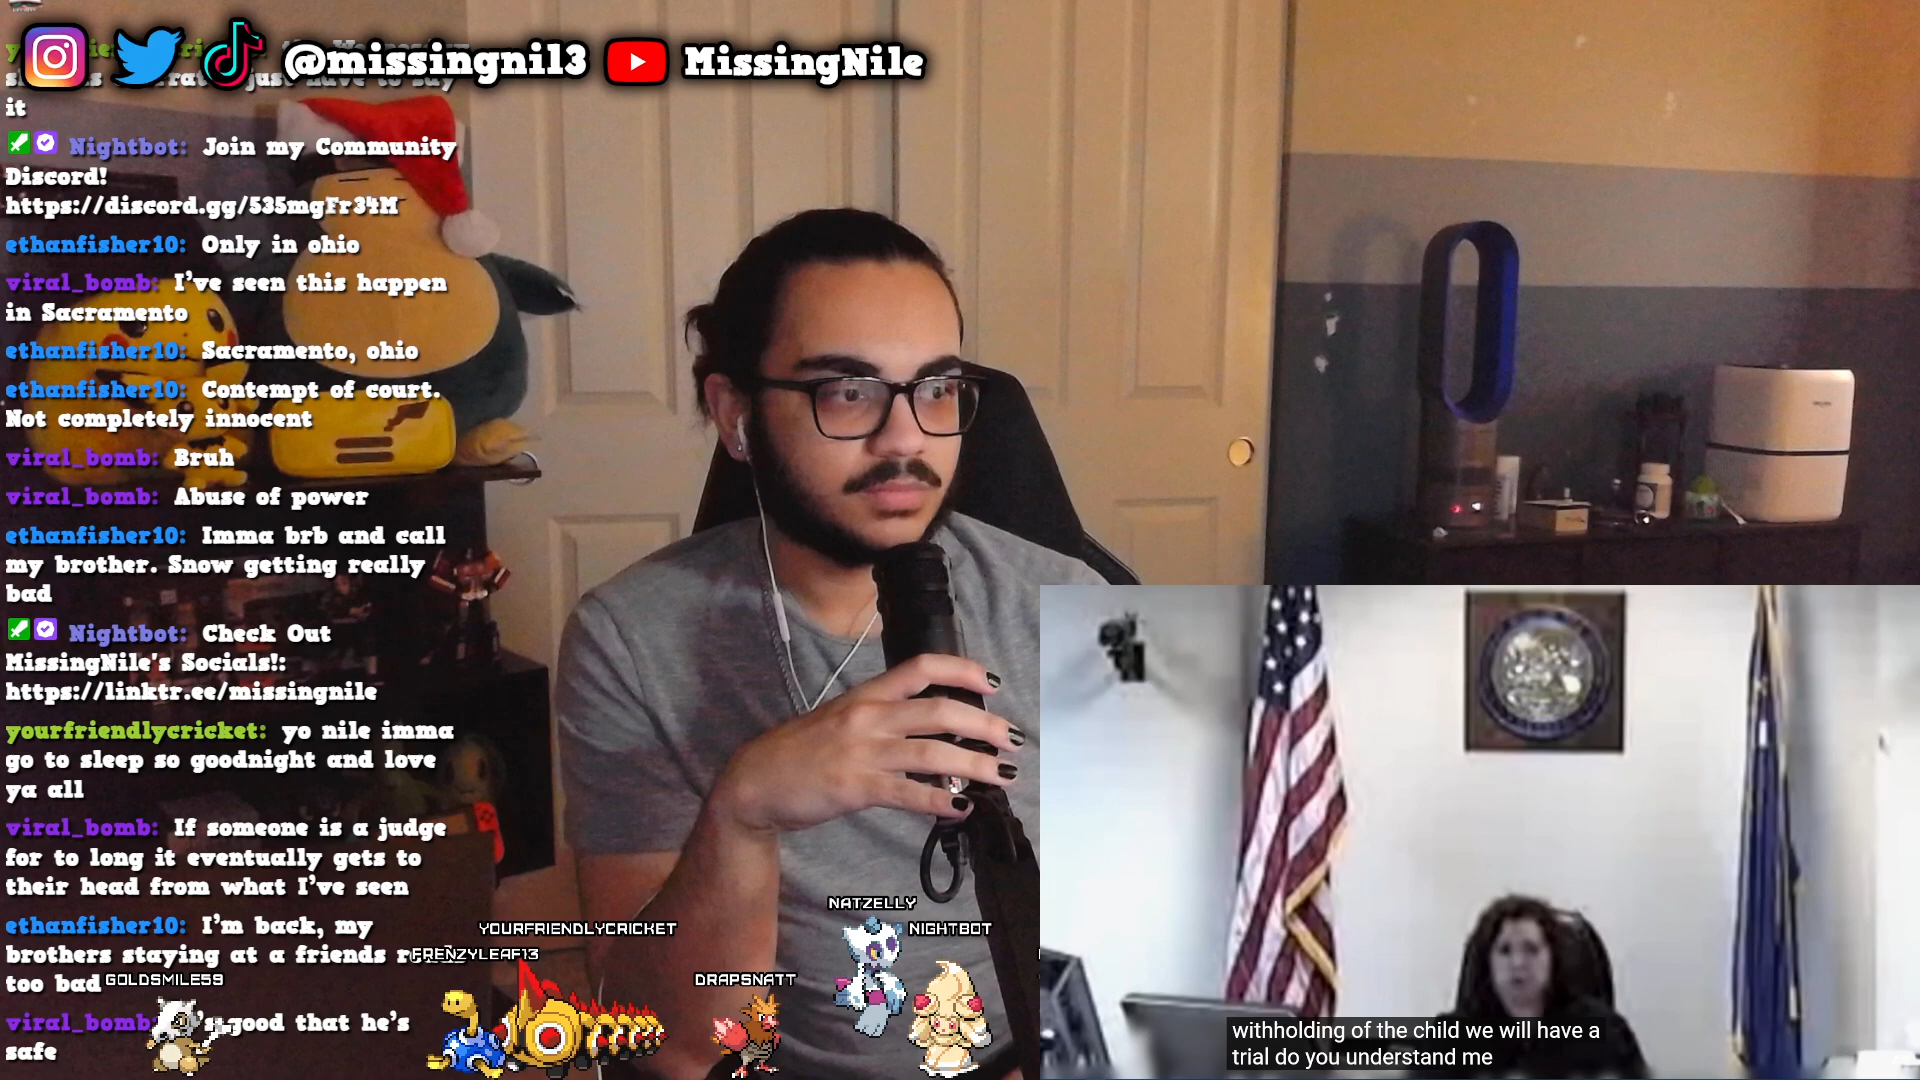 @missingnil3 MissingNile
just have to say
it
Nightbot: Join my Community
Discord!
https://discord.gg/535mgFr34M
ethanfisher10: Only in ohio
viral_bomb: I've seen this happen
in Sacramento
ethanfisher10: Sacramento, ohio
ethanfisher10: Contempt of court.
Not completely innocent
viral_bomb: Bruh
viral_bomb: Abuse of power
ethanfisher10: Imma brb and call
my brother. Snow getting really
bad
Nightbot: Check Out
MissingNile's Socials!:
https://linktr.ee/missingnile
yourfriendlycricket: yo nile imma
go to sleep so goodnight and love
ya all
viral_bomb: If someone is a judge
for to long it eventually gets to
their head from what I've seen
ethanfisher10: I'm back, my
brothers staying at a friends
too bad
viral_bomb: good that he's
safe
GOLDSMILE59
YOURFRIENDLYCRICKET
FRENZYLEAF13
DRAPSNATT
NATZELLY
NIGHTBOT
withholding of the child we will have a
trial do you understand me